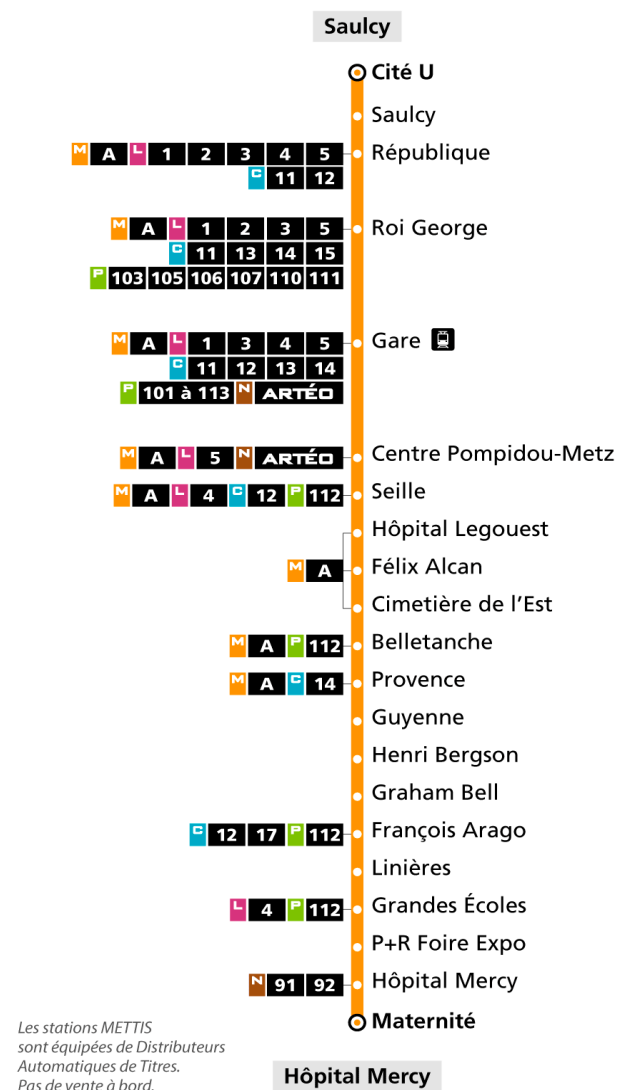 Saulcy
Cité U
Saulcy
M A L 1 2 3 4 5 République
C 11 12
M A L 1 2 3 5 Roi George
C 11 13 14 15
P 103 105 106 107 110 111
M A L 1 3 4 5 Gare
C 11 12 13 14
P 101 à 113 N ARTÉO
M A L 5 N ARTÉO Centre Pompidou-Metz
M A L 4 C 12 P 112 Seille
Hôpital Legouest
M A Félix Alcan
Cimetière de l'Est
M A P 112 Belletanche
M A C 14 Provence
Guyenne
Henri Bergson
Graham Bell
C 12 17 P 112 François Arago
Linières
L 4 P 112 Grandes Écoles
P+R Foire Expo
N 91 92 Hôpital Mercy
Maternité
Les stations METTIS
sont équipées de Distributeurs
Automatiques de Titres.
Pas de vente à bord.
Hôpital Mercy